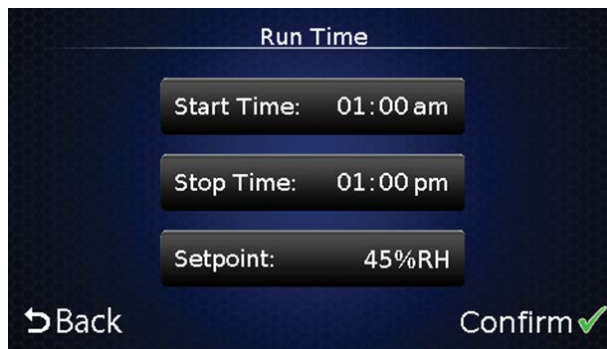 Run Time
Start Time: 01:00 am
Stop Time: 01:00 pm
Setpoint: 45%RH
Back Confirm